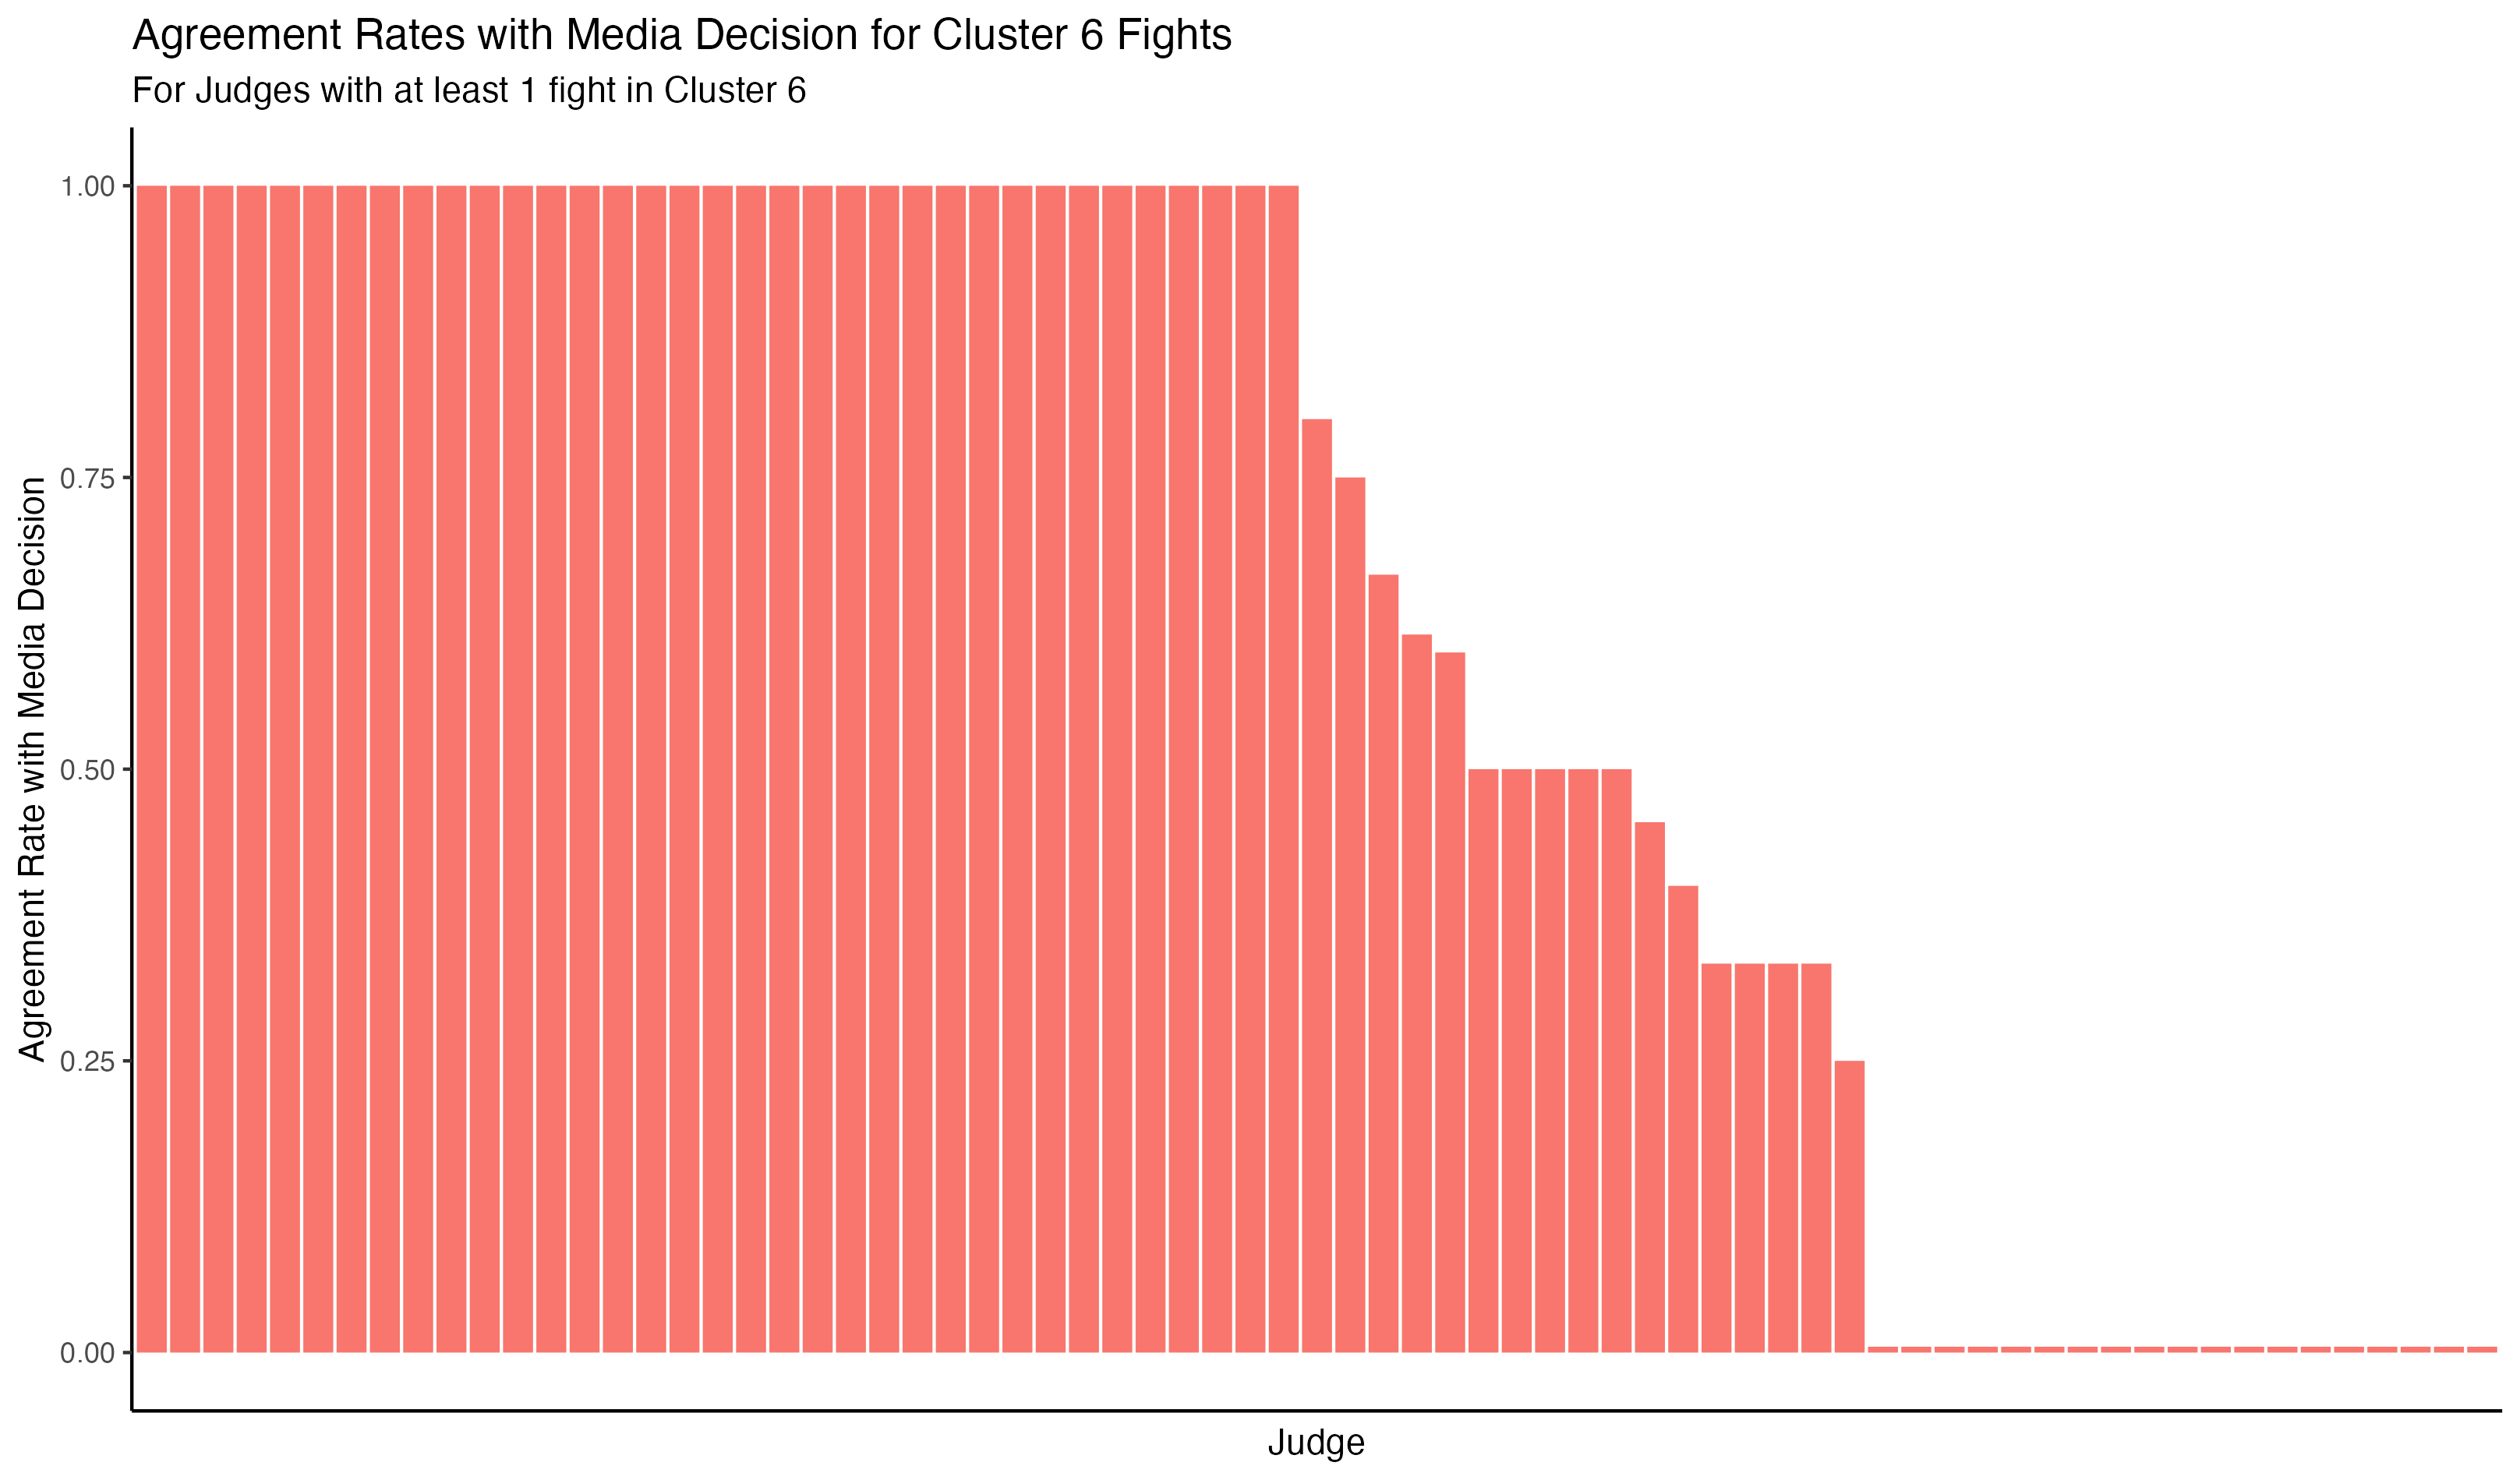 Agreement Rates with Media Decision for Cluster 6 Fights
For Judges with at least 1 fight in Cluster 6
Agreement Rate with Media Decision
1.00
0.75
0.50
0.25
0.00
Judge